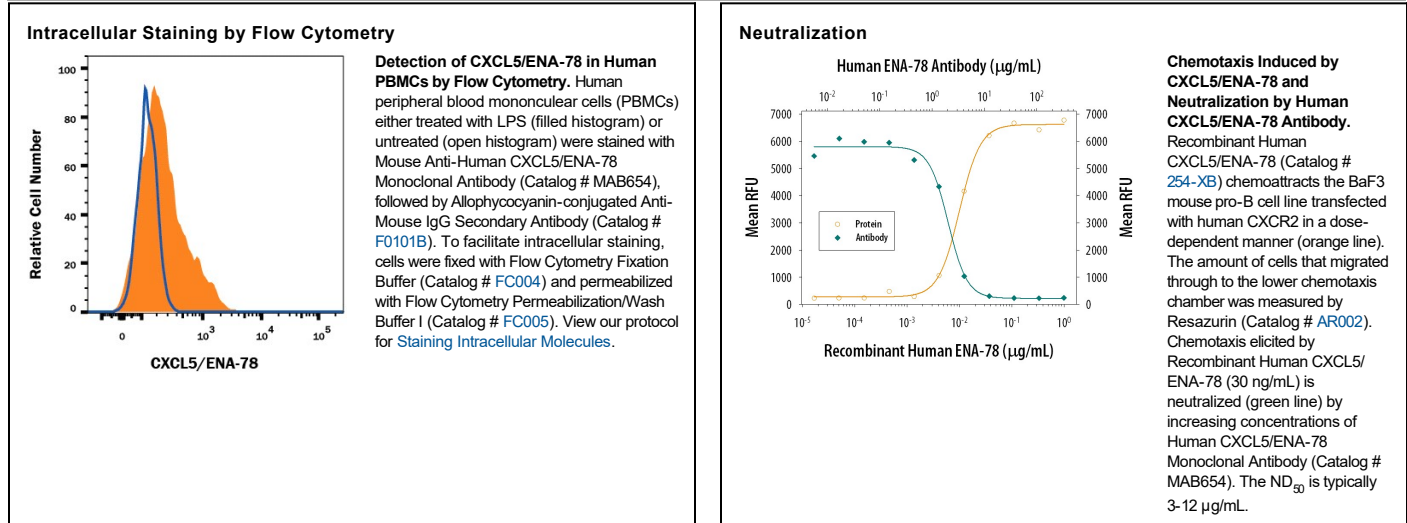 Intracellular Staining by Flow Cytometry
100
80
60
40
20
0
Relative Cell Number
0
10³
10⁴
10⁵
CXCL5/ENA-78
Detection of CXCL5/ENA-78 in Human
PBMCs by Flow Cytometry. Human
peripheral blood mononculear cells (PBMCs)
either treated with LPS (filled histogram) or
untreated (open histogram) were stained with
Mouse Anti-Human CXCL5/ENA-78
Monoclonal Antibody (Catalog # MAB654),
followed by Allophycocyanin-conjugated Anti-
Mouse IgG Secondary Antibody (Catalog #
F0101B). To facilitate intracellular staining,
cells were fixed with Flow Cytometry Fixation
Buffer (Catalog # FC004) and permeabilized
with Flow Cytometry Permeabilization/Wash
Buffer I (Catalog # FC005). View our protocol
for Staining Intracellular Molecules.
Neutralization
Human ENA-78 Antibody (µg/mL)
10⁻²
10⁻¹
10⁰
10¹
10²
7000
6000
5000
4000
3000
2000
1000
0
Mean RFU
Protein
Antibody
7000
6000
5000
4000
3000
2000
1000
0
Mean RFU
10⁻⁵
10⁻⁴
10⁻³
10⁻²
10⁻¹
10⁰
Recombinant Human ENA-78 (µg/mL)
Chemotaxis Induced by
CXCL5/ENA-78 and
Neutralization by Human
CXCL5/ENA-78 Antibody.
Recombinant Human
CXCL5/ENA-78 (Catalog #
254-XB) chemoattracts the BaF3
mouse pro-B cell line transfected
with human CXCR2 in a dose-
dependent manner (orange line).
The amount of cells that migrated
through to the lower chemotaxis
chamber was measured by
Resazurin (Catalog # AR002).
Chemotaxis elicited by
Recombinant Human CXCL5/
ENA-78 (30 ng/mL) is
neutralized (green line) by
increasing concentrations of
Human CXCL5/ENA-78
Monoclonal Antibody (Catalog #
MAB654). The ND₅₀ is typically
3-12 µg/mL.